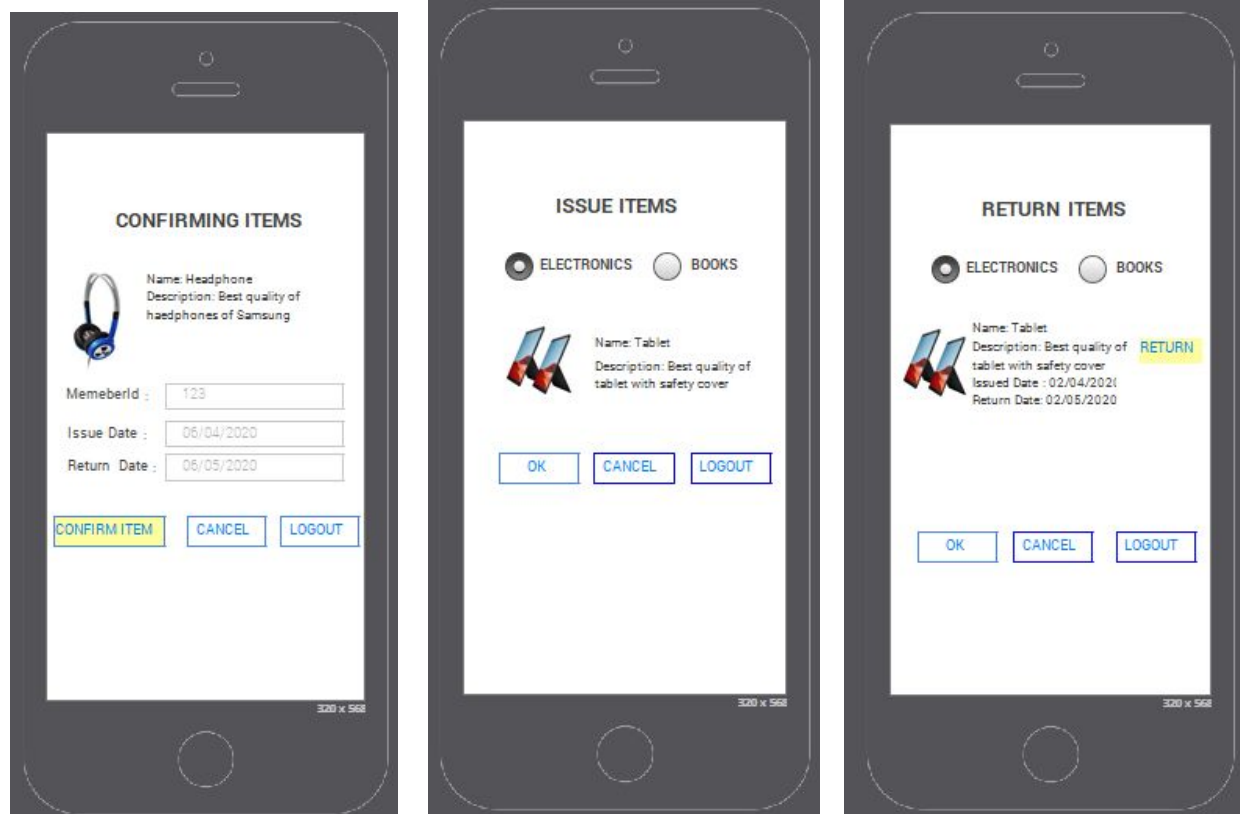 CONFIRMING ITEMS
Name: Headphone
Description: Best quality of
haedphones of Samsung
MemeberId : 123
Issue Date : 06/04/2020
Return Date : 06/05/2020
CONFIRM ITEM CANCEL LOGOUT
320 x 568
ISSUE ITEMS
ELECTRONICS BOOKS
Name: Tablet
Description: Best quality of
tablet with safety cover
OK CANCEL LOGOUT
320 x 568
RETURN ITEMS
ELECTRONICS BOOKS
Name: Tablet
Description: Best quality of RETURN
tablet with safety cover
Issued Date : 02/04/202(
Return Date: 02/05/2020
OK CANCEL LOGOUT
320 x 568